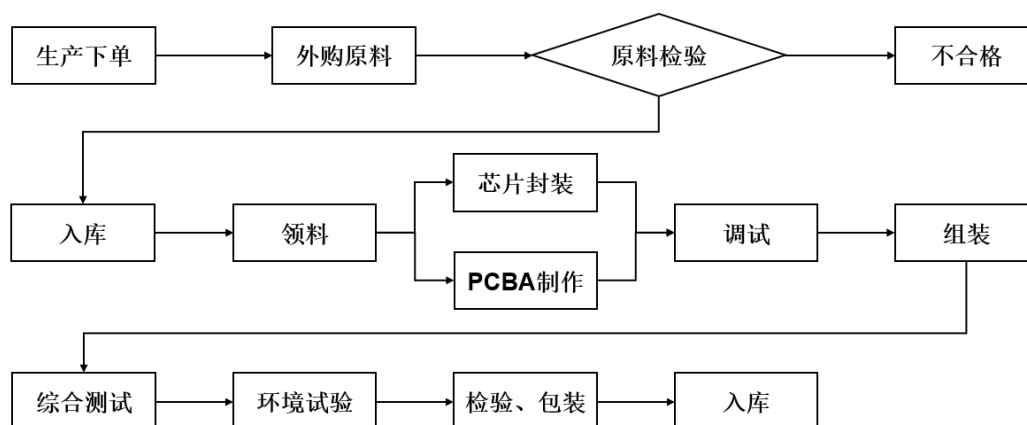 生产下单
外购原料
原料检验
不合格
入库
领料
芯片封装
PCBA制作
调试
组装
综合测试
环境试验
检验、包装
入库